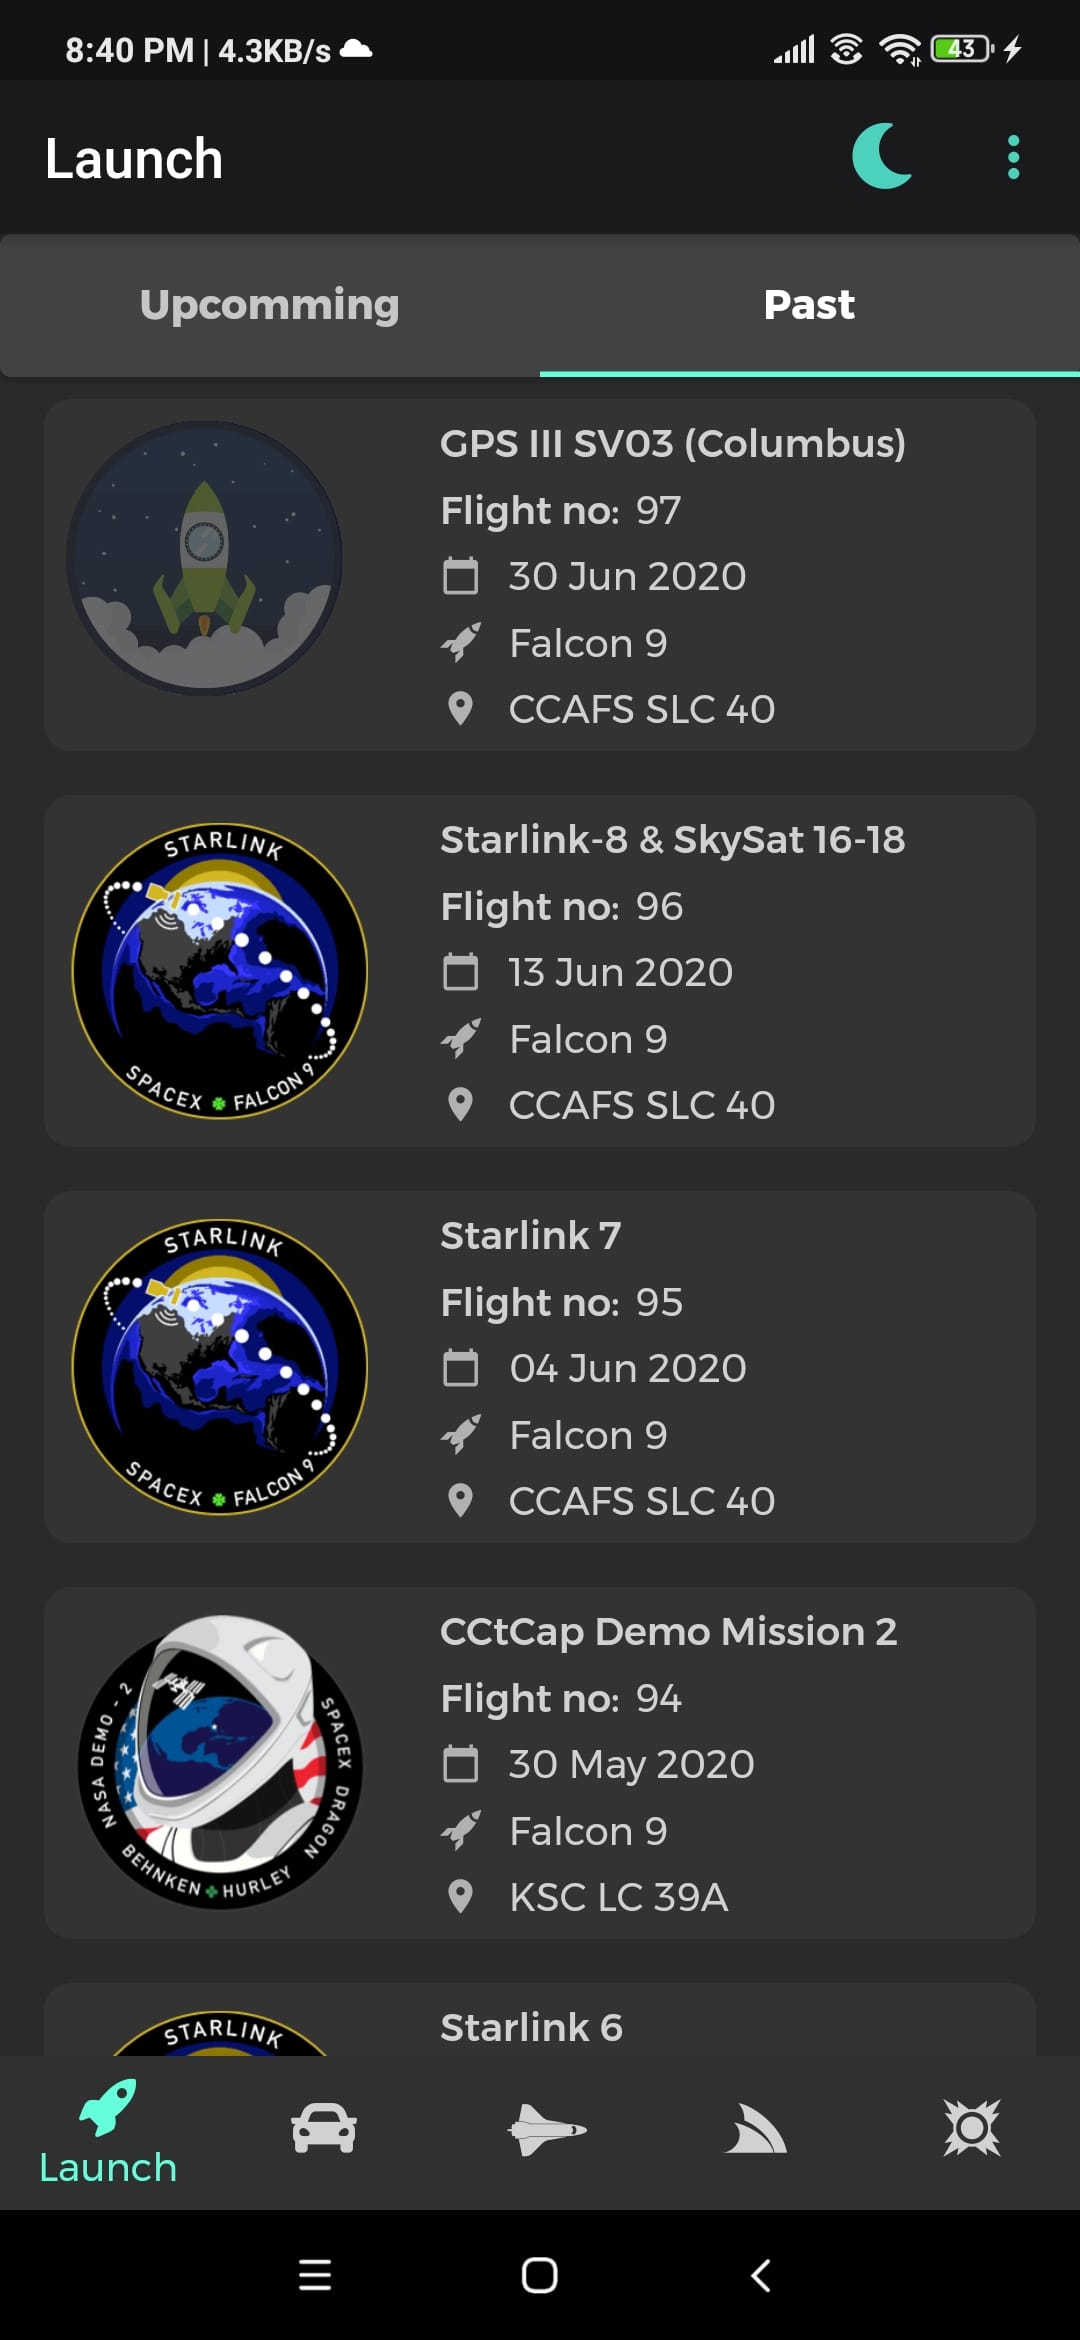 8:40 PM | 4.3KB/s 43
Launch
Upcomming Past
GPS III SV03 (Columbus)
Flight no: 97
30 Jun 2020
Falcon 9
CCAFS SLC 40
STARLINK
SPACEX FALCON 9
Starlink-8 & SkySat 16-18
Flight no: 96
13 Jun 2020
Falcon 9
CCAFS SLC 40
STARLINK
SPACEX FALCON 9
Starlink 7
Flight no: 95
04 Jun 2020
Falcon 9
CCAFS SLC 40
NASA DEMO - 2
SPACEX DRAGON
BEHNKEN HURLEY
CCtCap Demo Mission 2
Flight no: 94
30 May 2020
Falcon 9
KSC LC 39A
STARLINK
Starlink 6
Launch